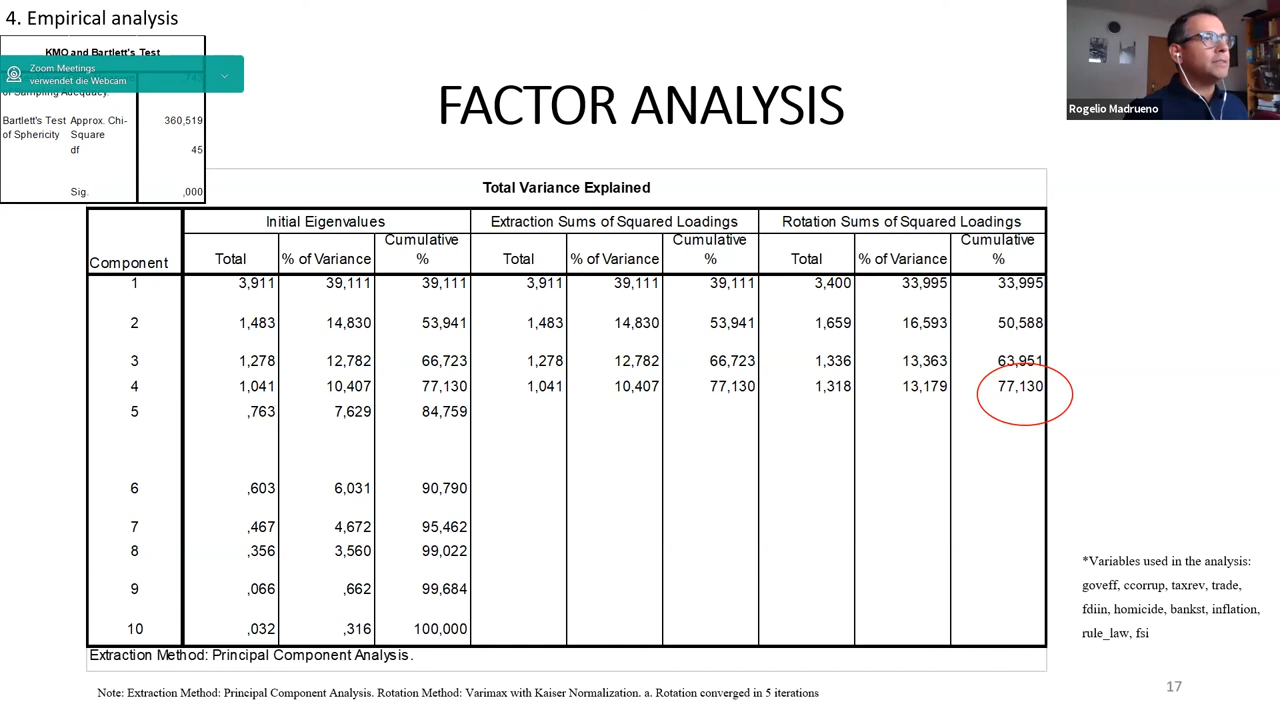 4. Empirical analysis
KMO and Bartlett's Test
Zoom Meetings
verwendet die Webcam
of Sampling Adequacy.
Bartlett's Test Approx. Chi- 360,519
of Sphericity Square
df 45
Sig. ,000
FACTOR ANALYSIS
Rogelio Madrueno
Total Variance Explained
Initial Eigenvalues Extraction Sums of Squared Loadings Rotation Sums of Squared Loadings
Component Total % of Variance Cumulative % Total % of Variance Cumulative % Total % of Variance Cumulative %
1 3,911 39,111 39,111 3,911 39,111 39,111 3,400 33,995 33,995
2 1,483 14,830 53,941 1,483 14,830 53,941 1,659 16,593 50,588
3 1,278 12,782 66,723 1,278 12,782 66,723 1,336 13,363 63,951
4 1,041 10,407 77,130 1,041 10,407 77,130 1,318 13,179 77,130
5 ,763 7,629 84,759
6 ,603 6,031 90,790
7 ,467 4,672 95,462
8 ,356 3,560 99,022
9 ,066 ,662 99,684
10 ,032 ,316 100,000
Extraction Method: Principal Component Analysis.
*Variables used in the analysis:
goveff, ccorrup, taxrev, trade,
fdiin, homicide, bankst, inflation,
rule_law, fsi
Note: Extraction Method: Principal Component Analysis. Rotation Method: Varimax with Kaiser Normalization. a. Rotation converged in 5 iterations
17